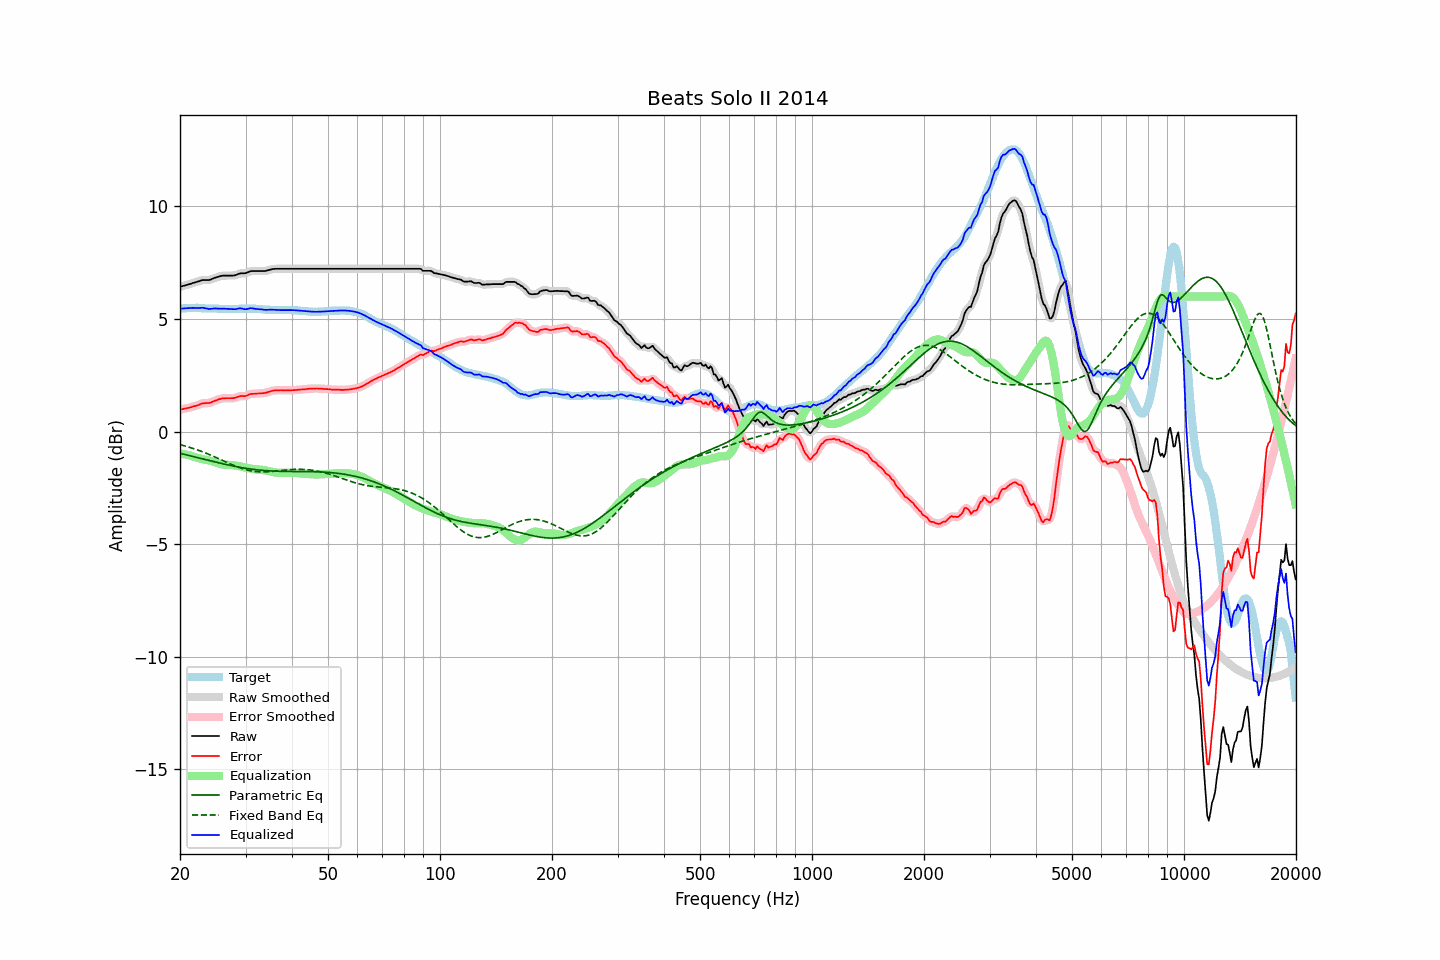 Beats Solo II 2014
Amplitude (dBr)
10
5
0
−5
−10
−15
Target
Raw Smoothed
Error Smoothed
Raw
Error
Equalization
Parametric Eq
Fixed Band Eq
Equalized
20 50 100 200 500 1000 2000 5000 10000 20000
Frequency (Hz)